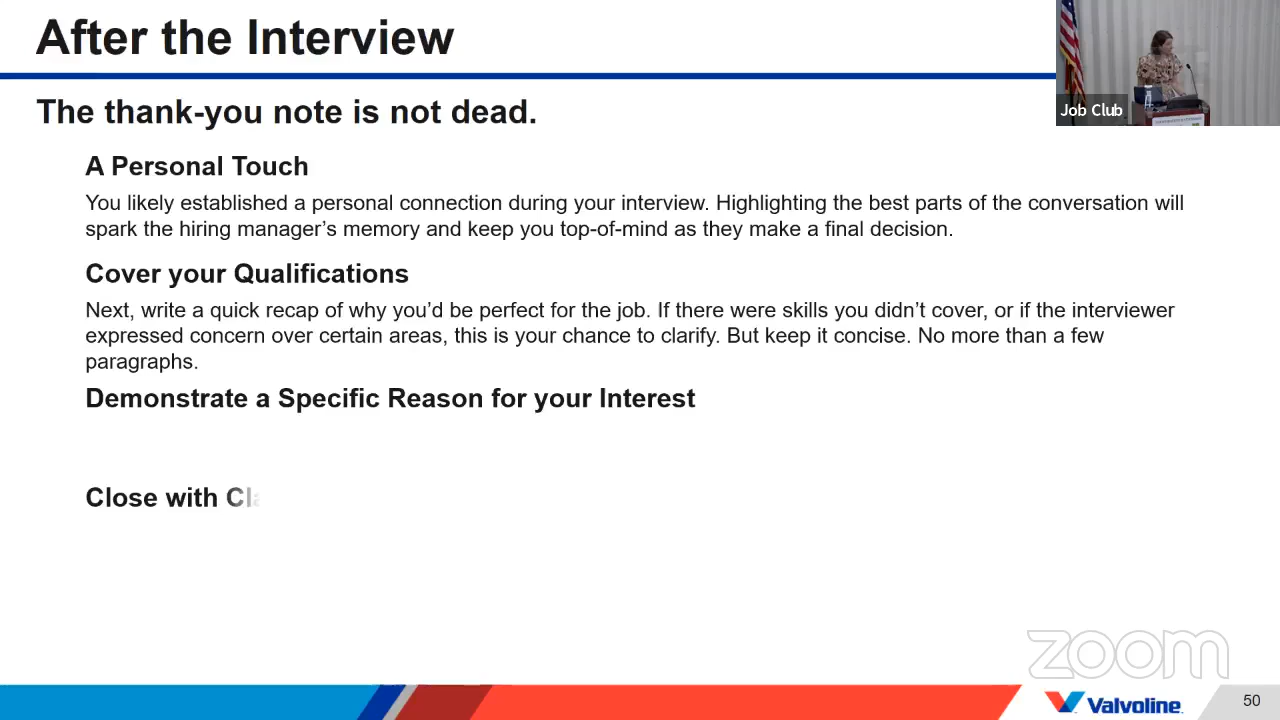 After the Interview
Job Club
The thank-you note is not dead.
A Personal Touch
You likely established a personal connection during your interview. Highlighting the best parts of the conversation will
spark the hiring manager’s memory and keep you top-of-mind as they make a final decision.
Cover your Qualifications
Next, write a quick recap of why you’d be perfect for the job. If there were skills you didn’t cover, or if the interviewer
expressed concern over certain areas, this is your chance to clarify. But keep it concise. No more than a few
paragraphs.
Demonstrate a Specific Reason for your Interest
Close with Cla
zoom
Valvoline
50